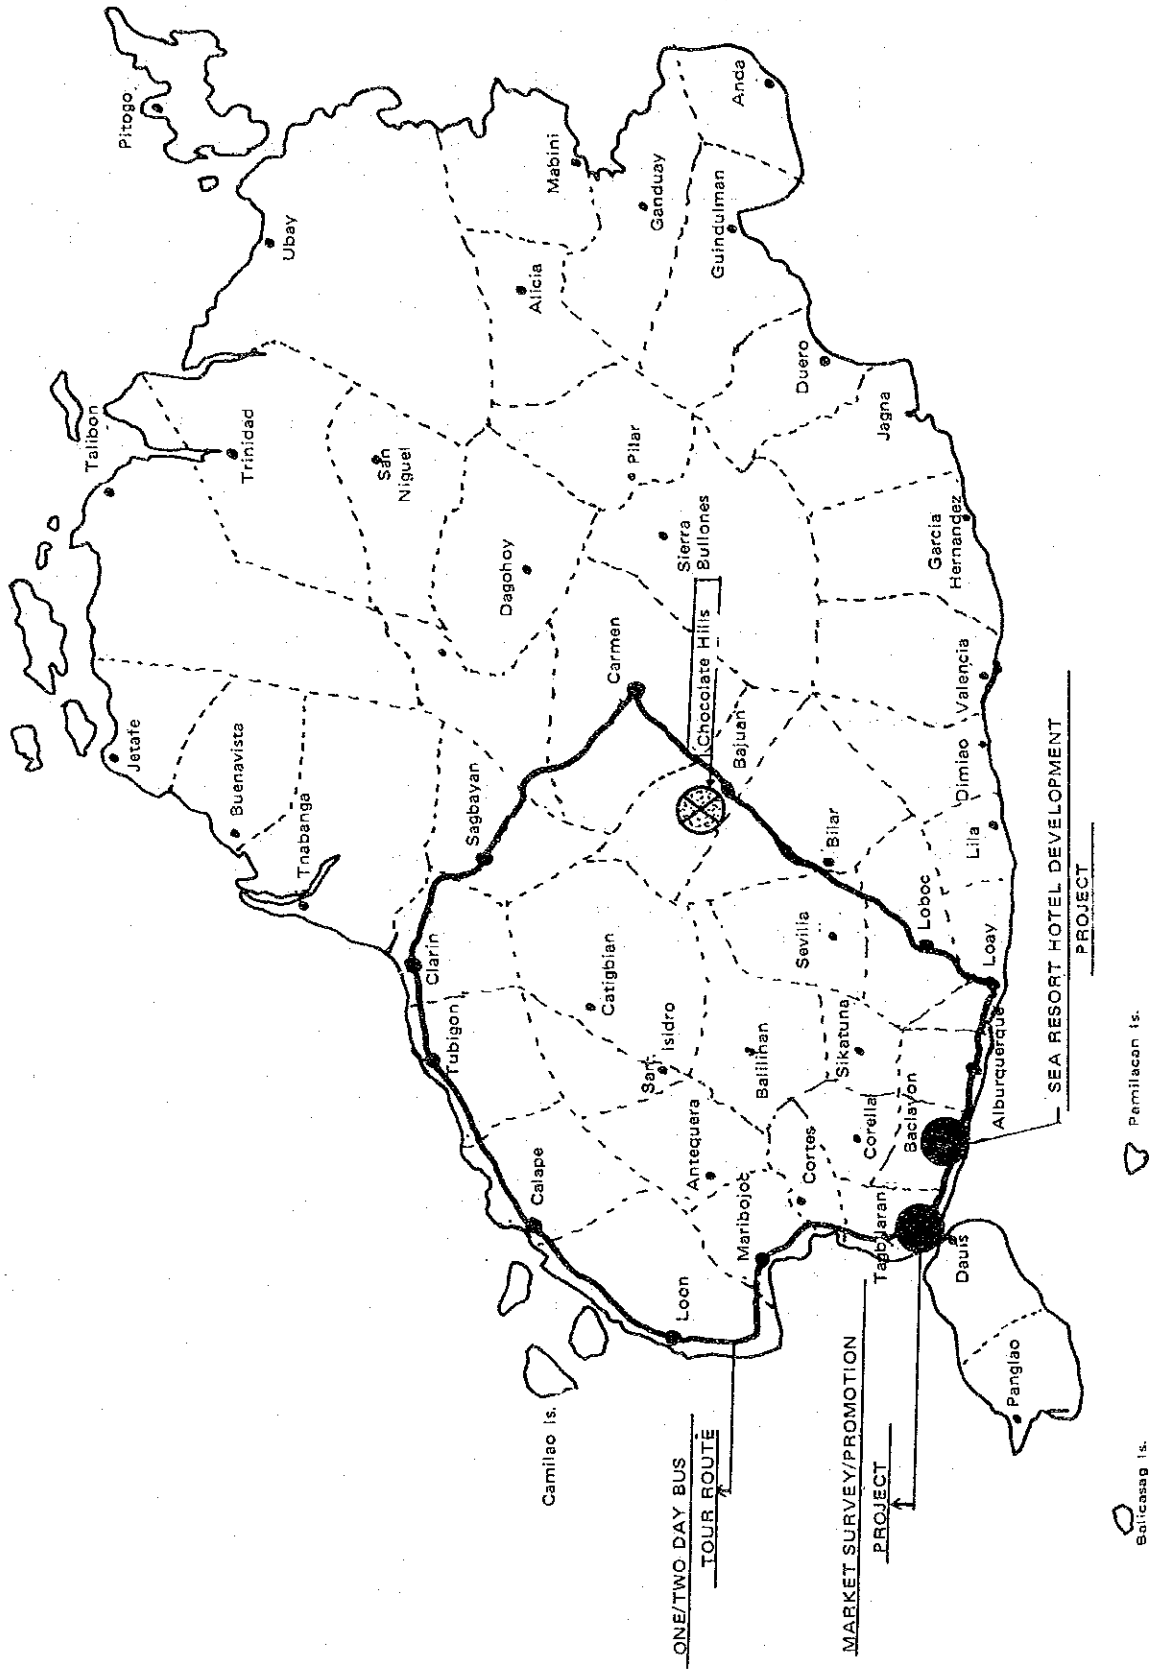 Pitogo
Ubay
Talibon
Trinidad
Jetafe
Buenavista
Tnabanga
San
Niguel
Mabini
Alicia
Anda
Ganduay
Guindulman
Duero
Jagna
Pilar
Sierra
Bullones
Dagohoy
Carmen
Chocolate Hills
Bajuan
Sagbayan
Clarin
Tubigon
Catigbian
San
Isidro
Calape
Antequera
Balilihan
Sevilla
Sikatuna
Bilar
Loboc
Loay
Lila
Dimiao
Valencia
Garcia
Hernandez
Alburquerque
Baclayon
Corella
Cortes
Maribojoc
Loon
Tagbilaran
Dauis
Panglao
Camilao Is.
Pamilacan Is.
Balicasag Is.
ONE/TWO DAY BUS
TOUR ROUTE
MARKET SURVEY/PROMOTION
PROJECT
SEA RESORT HOTEL DEVELOPMENT
PROJECT